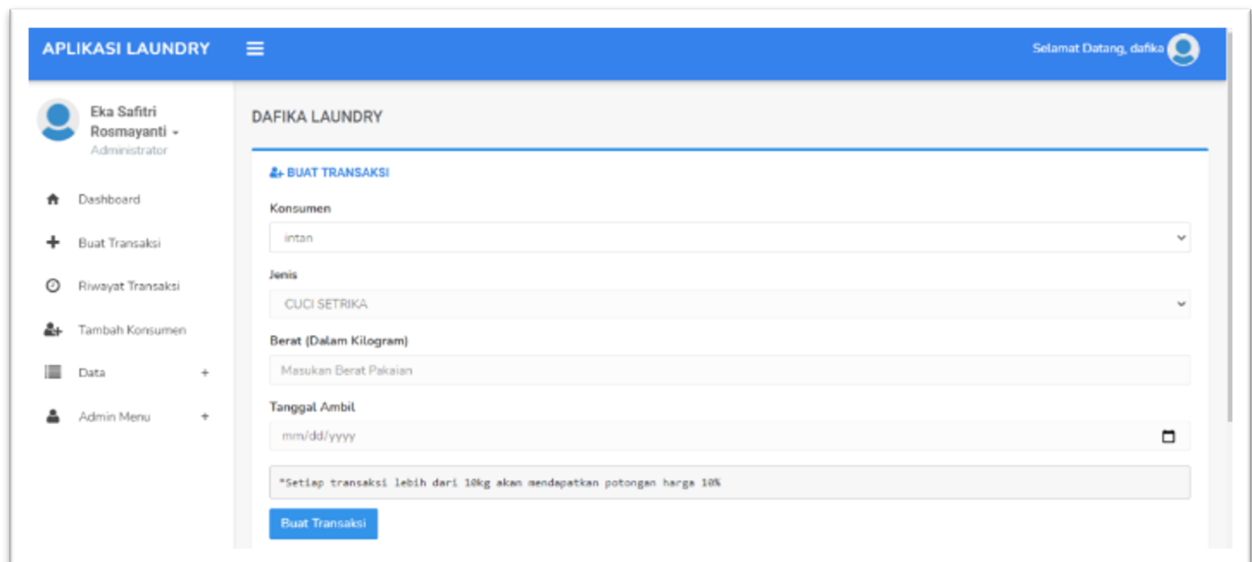 APLIKASI LAUNDRY
Selamat Datang, dafika
Eka Safitri
Rosmayanti
Administrator
Dashboard
Buat Transaksi
Riwayat Transaksi
Tambah Konsumen
Data +
Admin Menu +
DAFIKA LAUNDRY
BUAT TRANSAKSI
Konsumen
intan
Jenis
CUCI SETRIKA
Berat (Dalam Kilogram)
Masukan Berat Pakaian
Tanggal Ambil
mm/dd/yyyy
*Setiap transaksi lebih dari 10kg akan mendapatkan potongan harga 10%
Buat Transaksi